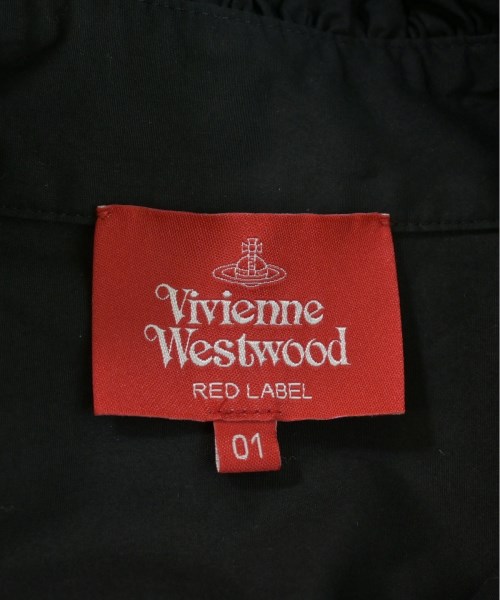 Vivienne
Westwood
RED LABEL
01